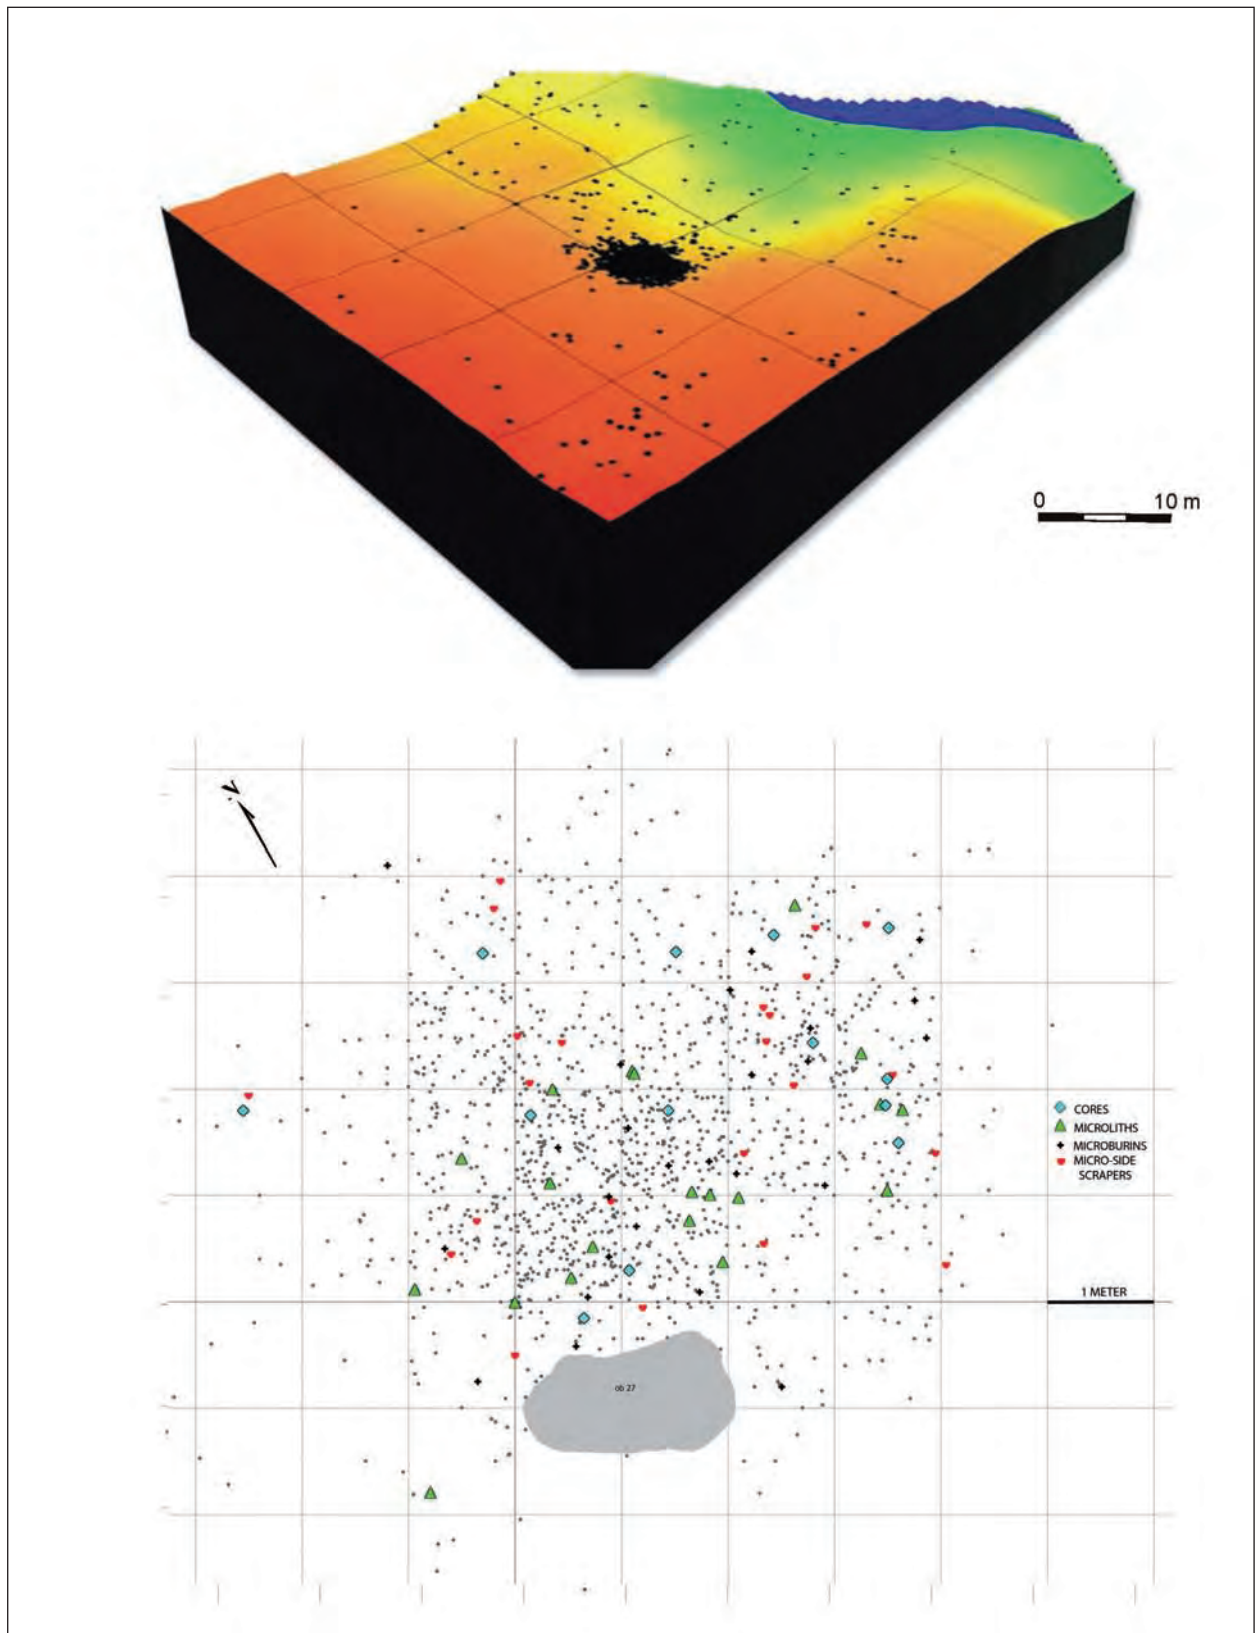 0 10 m
CORES
MICROLITHS
MICROBURINS
MICRO-SIDE
SCRAPERS
1 METER
ob 27